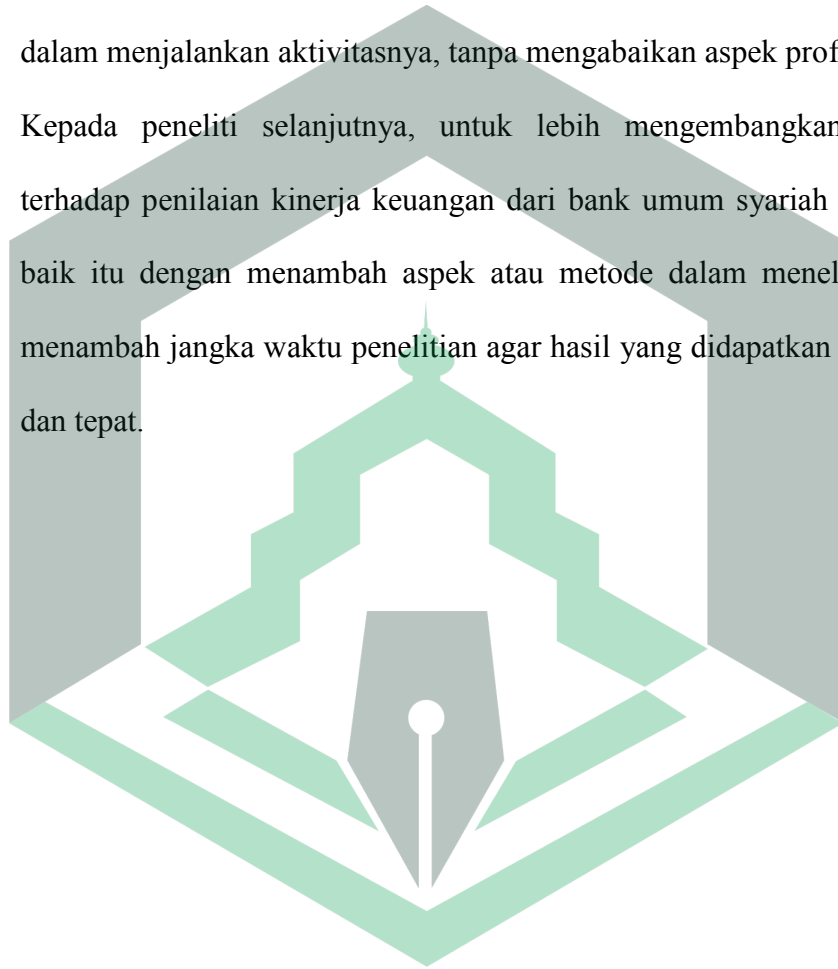 dalam menjalankan aktivitasnya, tanpa mengabaikan aspek prof
Kepada peneliti selanjutnya, untuk lebih mengembangkan
terhadap penilaian kinerja keuangan dari bank umum syariah
baik itu dengan menambah aspek atau metode dalam menel
menambah jangka waktu penelitian agar hasil yang didapatkan
dan tepat.